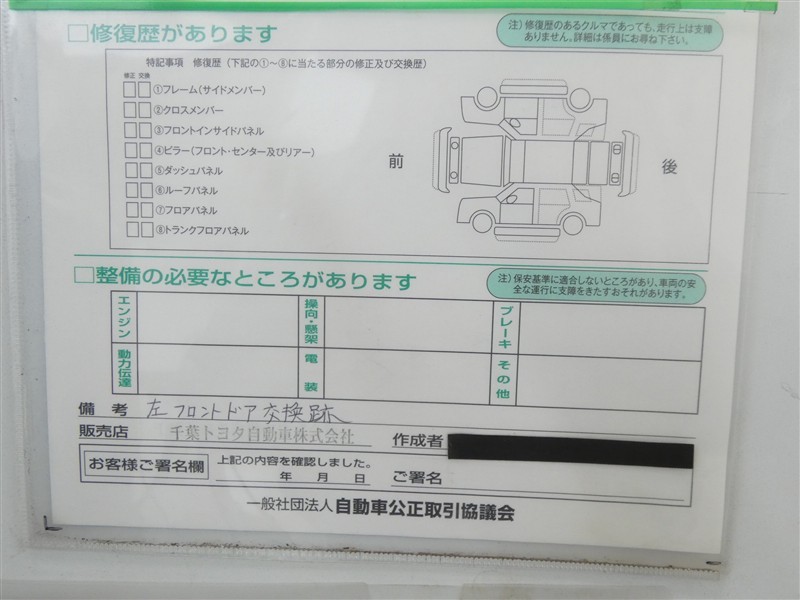 □修復歴があります
注）修復歴のあるクルマであっても、走行上は支障
ありません。詳細は係員にお尋ね下さい。
特記事項　修復歴（下記の①～⑧に当たる部分の修正及び交換歴）
修正 交換
①フレーム（サイドメンバー）
②クロスメンバー
③フロントインサイドパネル
④ピラー（フロント・センター及びリアー）
⑤ダッシュパネル
⑥ルーフパネル
⑦フロアパネル
⑧トランクフロアパネル
前
後
□整備の必要なところがあります
注）保安基準に適合しないところがあり、車両の安
全な運行に支障をきたすおそれがあります。
エンジン
操向・懸架
ブレーキ
動力伝達
電装
その他
備考 左フロントドア交換跡
販売店 千葉トヨタ自動車株式会社 作成者
お客様ご署名欄
上記の内容を確認しました。
年 月 日 ご署名
一般社団法人 自動車公正取引協議会